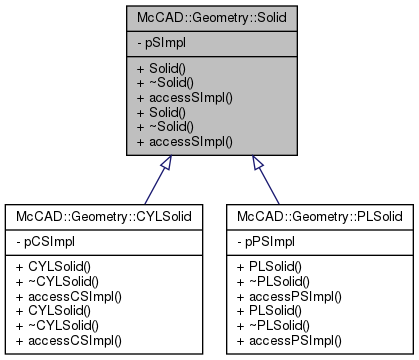 McCAD::Geometry::Solid
- pSImpl
+ Solid()
+ ~Solid()
+ accessSImpl()
+ Solid()
+ ~Solid()
+ accessSImpl()
McCAD::Geometry::CYLSolid
- pCSImpl
+ CYLSolid()
+ ~CYLSolid()
+ accessCSImpl()
+ CYLSolid()
+ ~CYLSolid()
+ accessCSImpl()
McCAD::Geometry::PLSolid
- pPSImpl
+ PLSolid()
+ ~PLSolid()
+ accessPSImpl()
+ PLSolid()
+ ~PLSolid()
+ accessPSImpl()